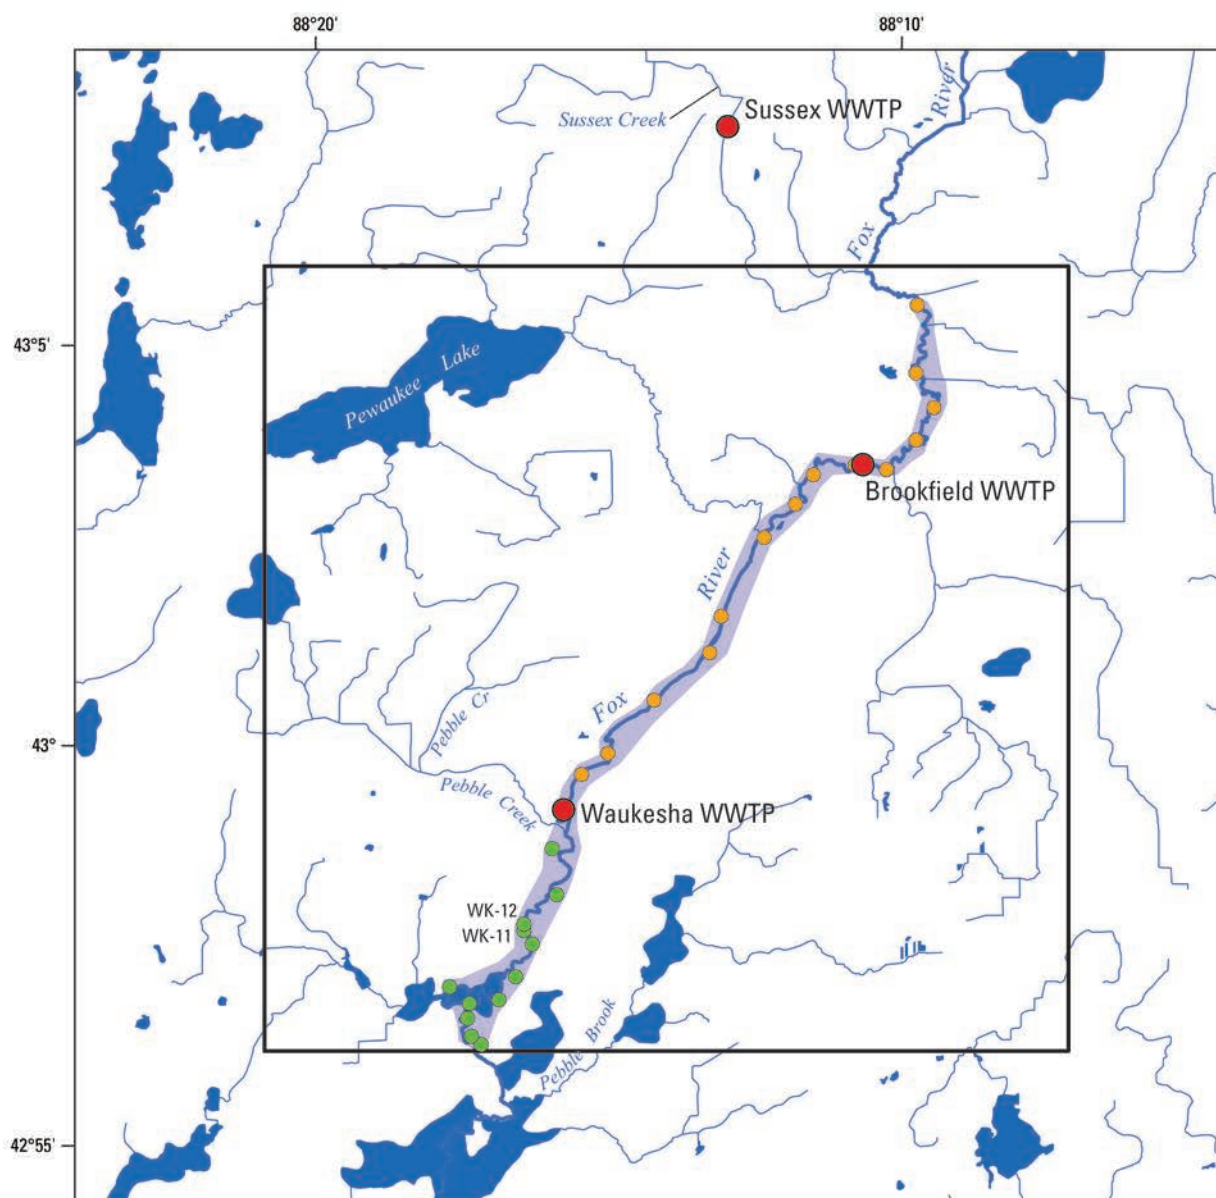 88°20'
88°10'
Sussex Creek
Sussex WWTP
River
Fox
43°5'
Pewaukee Lake
Brookfield WWTP
River
Fox
43°
Pebble Cr
Pebble Creek
Waukesha WWTP
WK-12
WK-11
Pebble Brook
42°55'